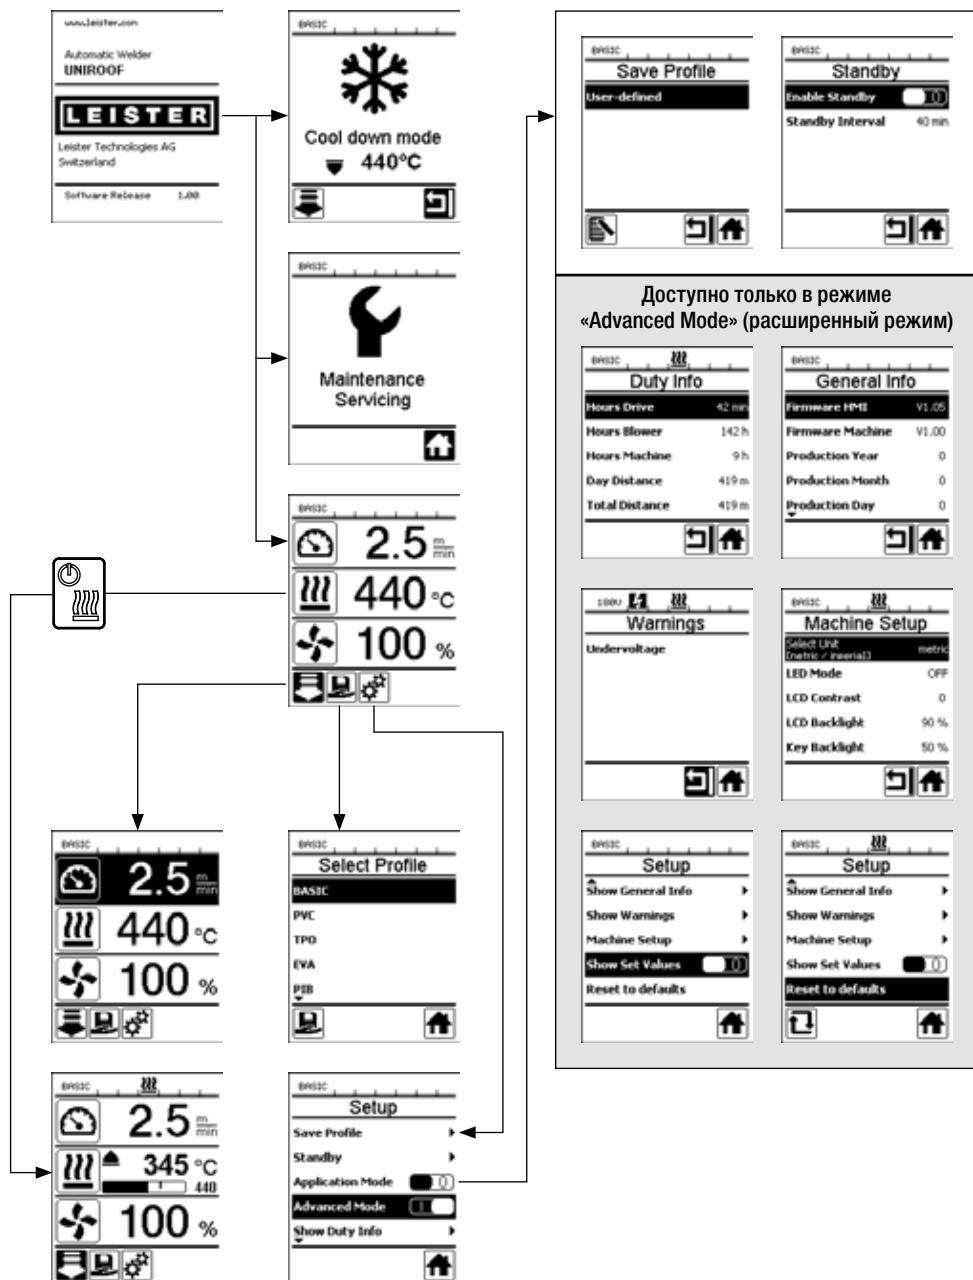 www.leister.com
Automatic Welder
UNIROOF
LEISTER
Leister Technologies AG
Switzerland
Software Release 1.00
BASIC
Cool down mode
440°C
BASIC
Maintenance
Servicing
BASIC
2.5 m/min
440 °C
100 %
BASIC
2.5 m/min
440 °C
100 %
BASIC
Select Profile
BASIC
PVC
TPO
EVA
PIB
BASIC
2.5 m/min
345 °C
440
100 %
BASIC
Setup
Save Profile
Standby
Application Mode 0
Advanced Mode I
Show Duty Info
BASIC
Save Profile
User-defined
BASIC
Standby
Enable Standby 0
Standby Interval 40 min
Доступно только в режиме
«Advanced Mode» (расширенный режим)
BASIC
Duty Info
Hours Drive 42 min
Hours Blower 142 h
Hours Machine 9 h
Day Distance 419 m
Total Distance 419 m
BASIC
General Info
Firmware HMI V1.05
Firmware Machine V1.00
Production Year 0
Production Month 0
Production Day 0
180V
Warnings
Undervoltage
BASIC
Machine Setup
Select Unit
[metric / imperial] metric
LED Mode OFF
LCD Contrast 0
LCD Backlight 90 %
Key Backlight 50 %
BASIC
Setup
Show General Info
Show Warnings
Machine Setup
Show Set Values 0
Reset to defaults
BASIC
Setup
Show General Info
Show Warnings
Machine Setup
Show Set Values 0
Reset to defaults